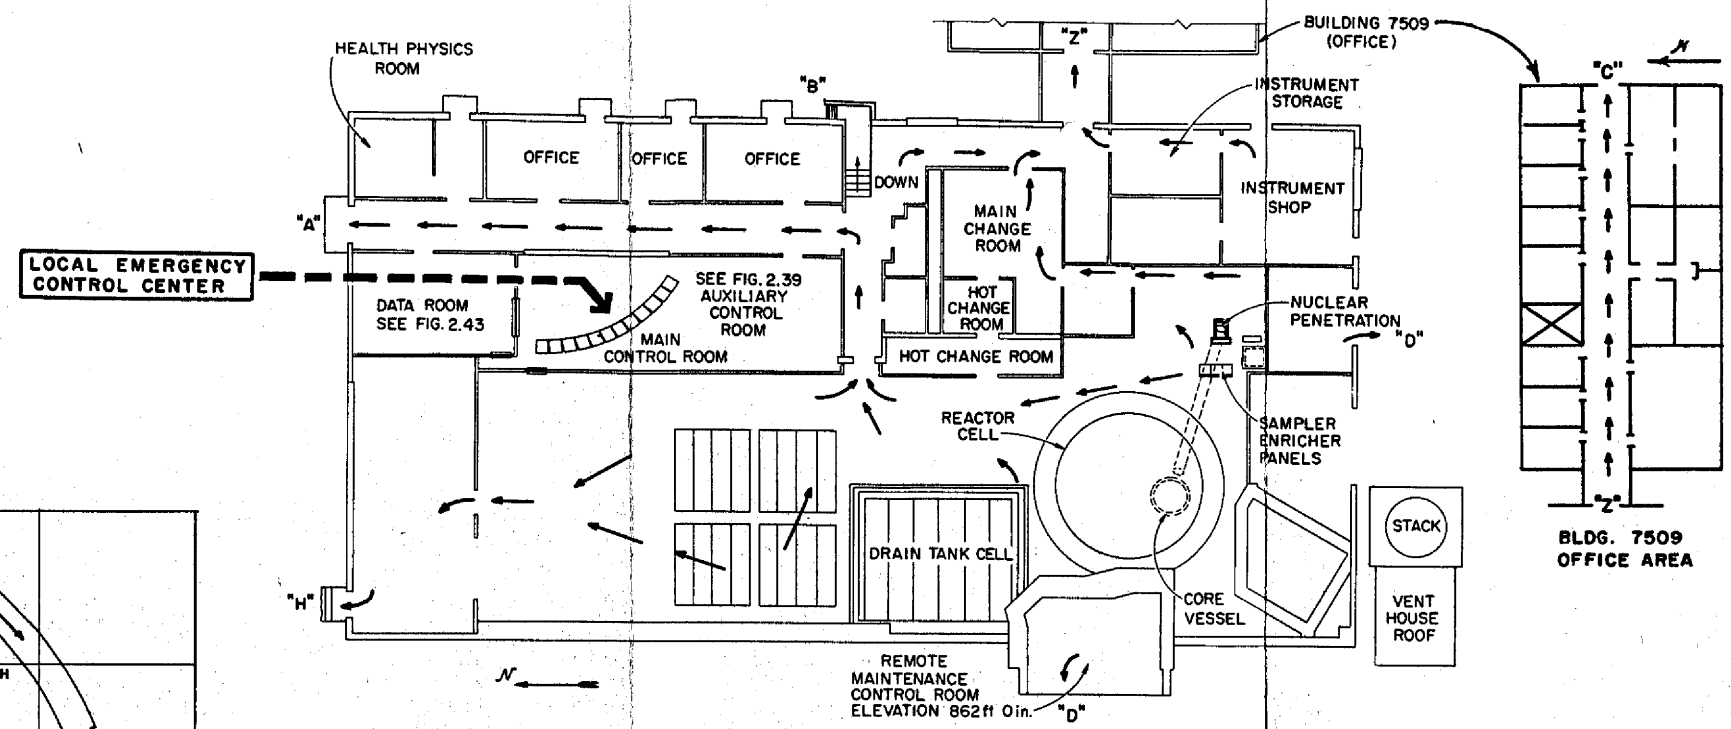 HEALTH PHYSICS
ROOM
"B"
"Z"
BUILDING 7509
(OFFICE)
"C"
N
INSTRUMENT
STORAGE
OFFICE
OFFICE
OFFICE
DOWN
INSTRUMENT
SHOP
"A"
MAIN
CHANGE
ROOM
LOCAL EMERGENCY
CONTROL CENTER
DATA ROOM
SEE FIG. 2.43
SEE FIG. 2.39
AUXILIARY
CONTROL
ROOM
MAIN
CONTROL ROOM
HOT
CHANGE
ROOM
HOT CHANGE ROOM
NUCLEAR
PENETRATION
"D"
REACTOR
CELL
SAMPLER
ENRICHER
PANELS
"Z"
BLDG. 7509
OFFICE AREA
STACK
DRAIN TANK CELL
"H"
CORE
VESSEL
VENT
HOUSE
ROOF
H
N
REMOTE
MAINTENANCE
CONTROL ROOM
ELEVATION 862 ft 0 in.
"D"